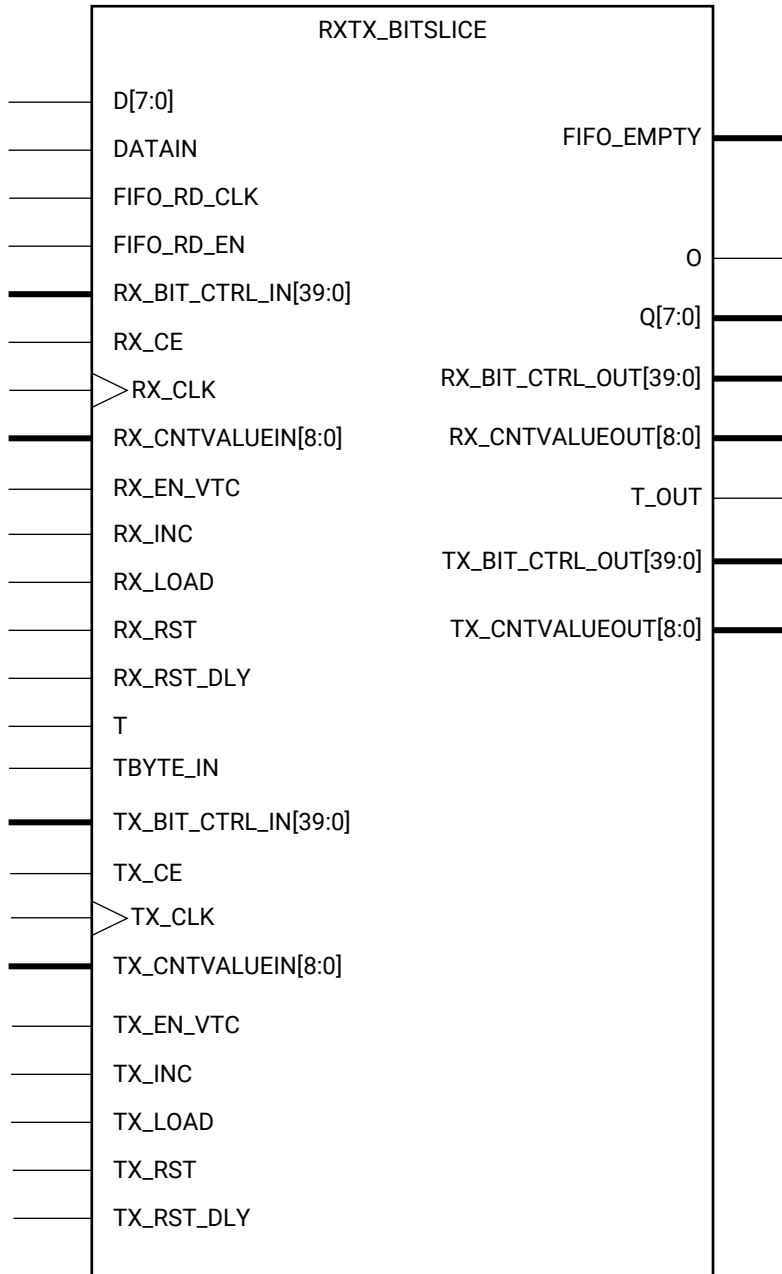 RXTX_BITSLICE
D[7:0]
DATAIN
FIFO_RD_CLK
FIFO_RD_EN
RX_BIT_CTRL_IN[39:0]
RX_CE
RX_CLK
RX_CNTVALUEIN[8:0]
RX_EN_VTC
RX_INC
RX_LOAD
RX_RST
RX_RST_DLY
T
TBYTE_IN
TX_BIT_CTRL_IN[39:0]
TX_CE
TX_CLK
TX_CNTVALUEIN[8:0]
TX_EN_VTC
TX_INC
TX_LOAD
TX_RST
TX_RST_DLY
FIFO_EMPTY
O
Q[7:0]
RX_BIT_CTRL_OUT[39:0]
RX_CNTVALUEOUT[8:0]
T_OUT
TX_BIT_CTRL_OUT[39:0]
TX_CNTVALUEOUT[8:0]